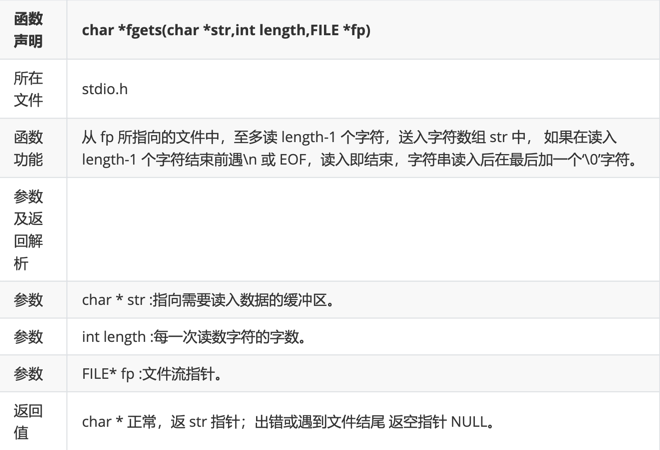 函数
声明
char *fgets(char *str,int length,FILE *fp)
所在
文件
stdio.h
函数
功能
从 fp 所指向的文件中，至多读 length-1 个字符，送入字符数组 str 中， 如果在读入
length-1 个字符结束前遇\n 或 EOF，读入即结束，字符串读入后在最后加一个‘\0’字符。
参数
及返
回解
析
参数
char * str :指向需要读入数据的缓冲区。
参数
int length :每一次读数字符的字数。
参数
FILE* fp :文件流指针。
返回
值
char * 正常，返 str 指针；出错或遇到文件结尾 返空指针 NULL。